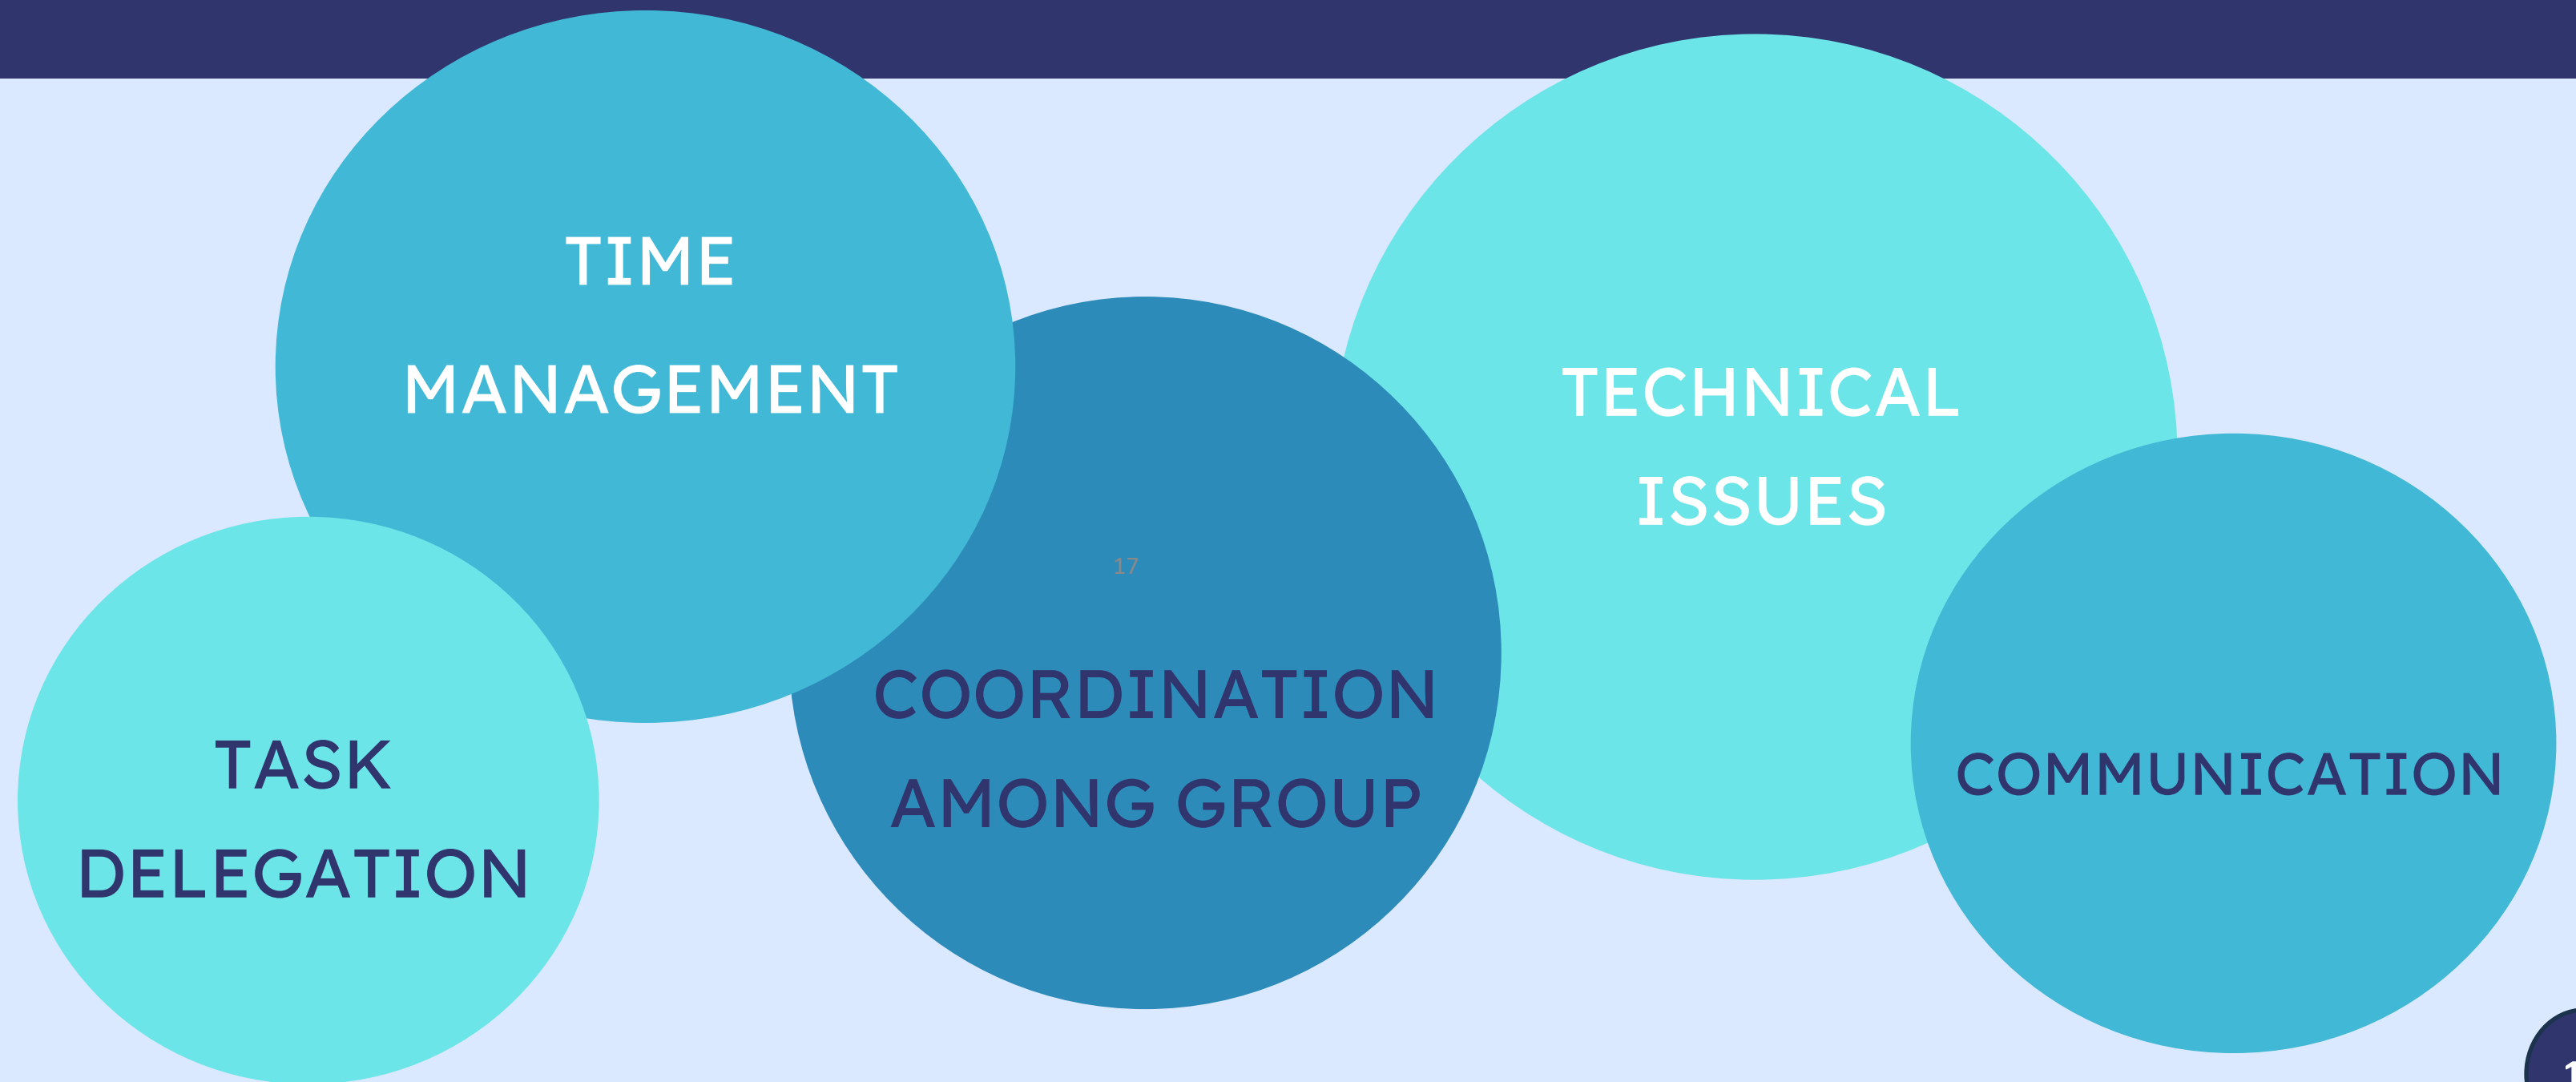 TIME
MANAGEMENT
TECHNICAL
ISSUES
17
COORDINATION
AMONG GROUP
TASK
DELEGATION
COMMUNICATION